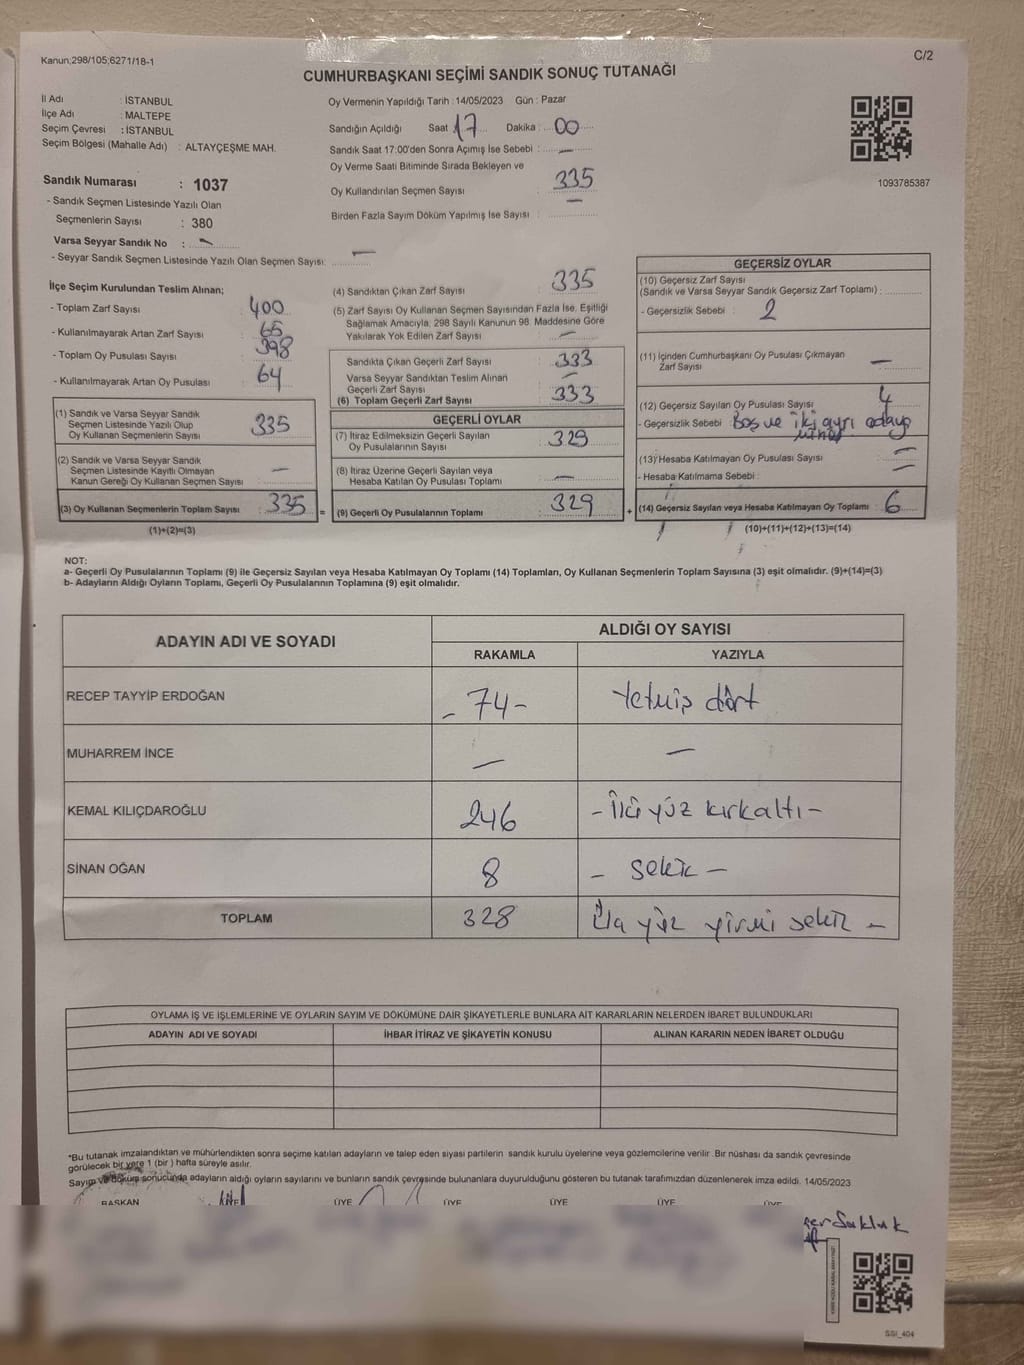 Kanun;298/105;6271/18-1
C/2
CUMHURBAŞKANI SEÇİMİ SANDIK SONUÇ TUTANAĞI
İl Adı : İSTANBUL
İlçe Adı : MALTEPE
Seçim Çevresi : İSTANBUL
Seçim Bölgesi (Mahalle Adı) : ALTAYÇEŞME MAH.
Sandık Numarası : 1037
- Sandık Seçmen Listesinde Yazılı Olan
Seçmenlerin Sayısı : 380
Varsa Seyyar Sandık No : —
- Seyyar Sandık Seçmen Listesinde Yazılı Olan Seçmen Sayısı: —
Oy Vermenin Yapıldığı Tarih : 14/05/2023 Gün : Pazar
Sandığın Açıldığı Saat 17 Dakika : 00
Sandık Saat 17:00'den Sonra Açımış İse Sebebi : —
Oy Verme Saati Bitiminde Sırada Bekleyen ve
Oy Kullandırılan Seçmen Sayısı : 335
Birden Fazla Sayım Döküm Yapılmış İse Sayısı : —
1093785387
İlçe Seçim Kurulundan Teslim Alınan;
- Toplam Zarf Sayısı : 400
- Kullanılmayarak Artan Zarf Sayısı : 65
- Toplam Oy Pusulası Sayısı : 398
- Kullanılmayarak Artan Oy Pusulası : 64
(1) Sandık ve Varsa Seyyar Sandık
Seçmen Listesinde Yazılı Olup
Oy Kullanan Seçmenlerin Sayısı : 335
(2) Sandık ve Varsa Seyyar Sandık
Seçmen Listesinde Kayıtlı Olmayan
Kanun Gereği Oy Kullanan Seçmen Sayısı : —
(3) Oy Kullanan Seçmenlerin Toplam Sayısı : 335 =
(1)+(2)=(3)
(4) Sandıktan Çıkan Zarf Sayısı : 335
(5) Zarf Sayısı Oy Kullanan Seçmen Sayısından Fazla İse, Eşitliği
Sağlamak Amacıyla; 298 Sayılı Kanunun 98. Maddesine Göre
Yakılarak Yok Edilen Zarf Sayısı : —
Sandıkta Çıkan Geçerli Zarf Sayısı : 333
Varsa Seyyar Sandıktan Teslim Alınan
Geçerli Zarf Sayısı : —
(6) Toplam Geçerli Zarf Sayısı : 333
GEÇERLİ OYLAR
(7) İtiraz Edilmeksizin Geçerli Sayılan
Oy Pusulalarının Sayısı : 329
(8) İtiraz Üzerine Geçerli Sayılan veya
Hesaba Katılan Oy Pusulası Toplamı : —
(9) Geçerli Oy Pusulalarının Toplamı : 329 +
GEÇERSİZ OYLAR
(10) Geçersiz Zarf Sayısı
(Sandık ve Varsa Seyyar Sandık Geçersiz Zarf Toplamı) :
- Geçersizlik Sebebi : 2
(11) İçinden Cumhurbaşkanı Oy Pusulası Çıkmayan
Zarf Sayısı : —
(12) Geçersiz Sayılan Oy Pusulası Sayısı : 4
- Geçersizlik Sebebi Boş ve iki ayrı adaya
(13) Hesaba Katılmayan Oy Pusulası Sayısı : —
- Hesaba Katılmama Sebebi : —
(14) Geçersiz Sayılan veya Hesaba Katılmayan Oy Toplamı : 6
(10)+(11)+(12)+(13)=(14)
NOT:
a- Geçerli Oy Pusulalarının Toplamı (9) ile Geçersiz Sayılan veya Hesaba Katılmayan Oy Toplamı (14) Toplamları, Oy Kullanan Seçmenlerin Toplam Sayısına (3) eşit olmalıdır. (9)+(14)=(3)
b- Adayların Aldığı Oyların Toplamı, Geçerli Oy Pusulalarının Toplamına (9) eşit olmalıdır.
ADAYIN ADI VE SOYADI
ALDIĞI OY SAYISI
RAKAMLA YAZIYLA
RECEP TAYYİP ERDOĞAN - 74 - Yetmiş dört
MUHARREM İNCE — —
KEMAL KILIÇDAROĞLU 246 - İki yüz kırkaltı -
SİNAN OĞAN 8 - sekiz -
TOPLAM 328 yüz yirmi sekiz -
OYLAMA İŞ VE İŞLEMLERİNE VE OYLARIN SAYIM VE DÖKÜMÜNE DAİR ŞİKAYETLERLE BUNLARA AİT KARARLARIN NELERDEN İBARET BULUNDUKLARI
ADAYIN ADI VE SOYADI İHBAR İTİRAZ VE ŞİKAYETİN KONUSU ALINAN KARARIN NEDEN İBARET OLDUĞU
*Bu tutanak imzalandıktan ve mühürlendikten sonra seçime katılan adayların ve talep eden siyasi partilerin sandık kurulu üyelerine veya gözlemcilerine verilir. Bir nüshası da sandık çevresinde
görülecek bir yere 1 (bir) hafta süreyle asılır.
Sayım ve döküm sonucunda adayların aldığı oyların sayılarını ve bunların sandık çevresinde bulunanlara duyurulduğunu gösteren bu tutanak tarafımızdan düzenlenerek imza edildi. 14/05/2023
BAŞKAN ÜYE ÜYE ÜYE ÜYE ÜYE
SSI_404